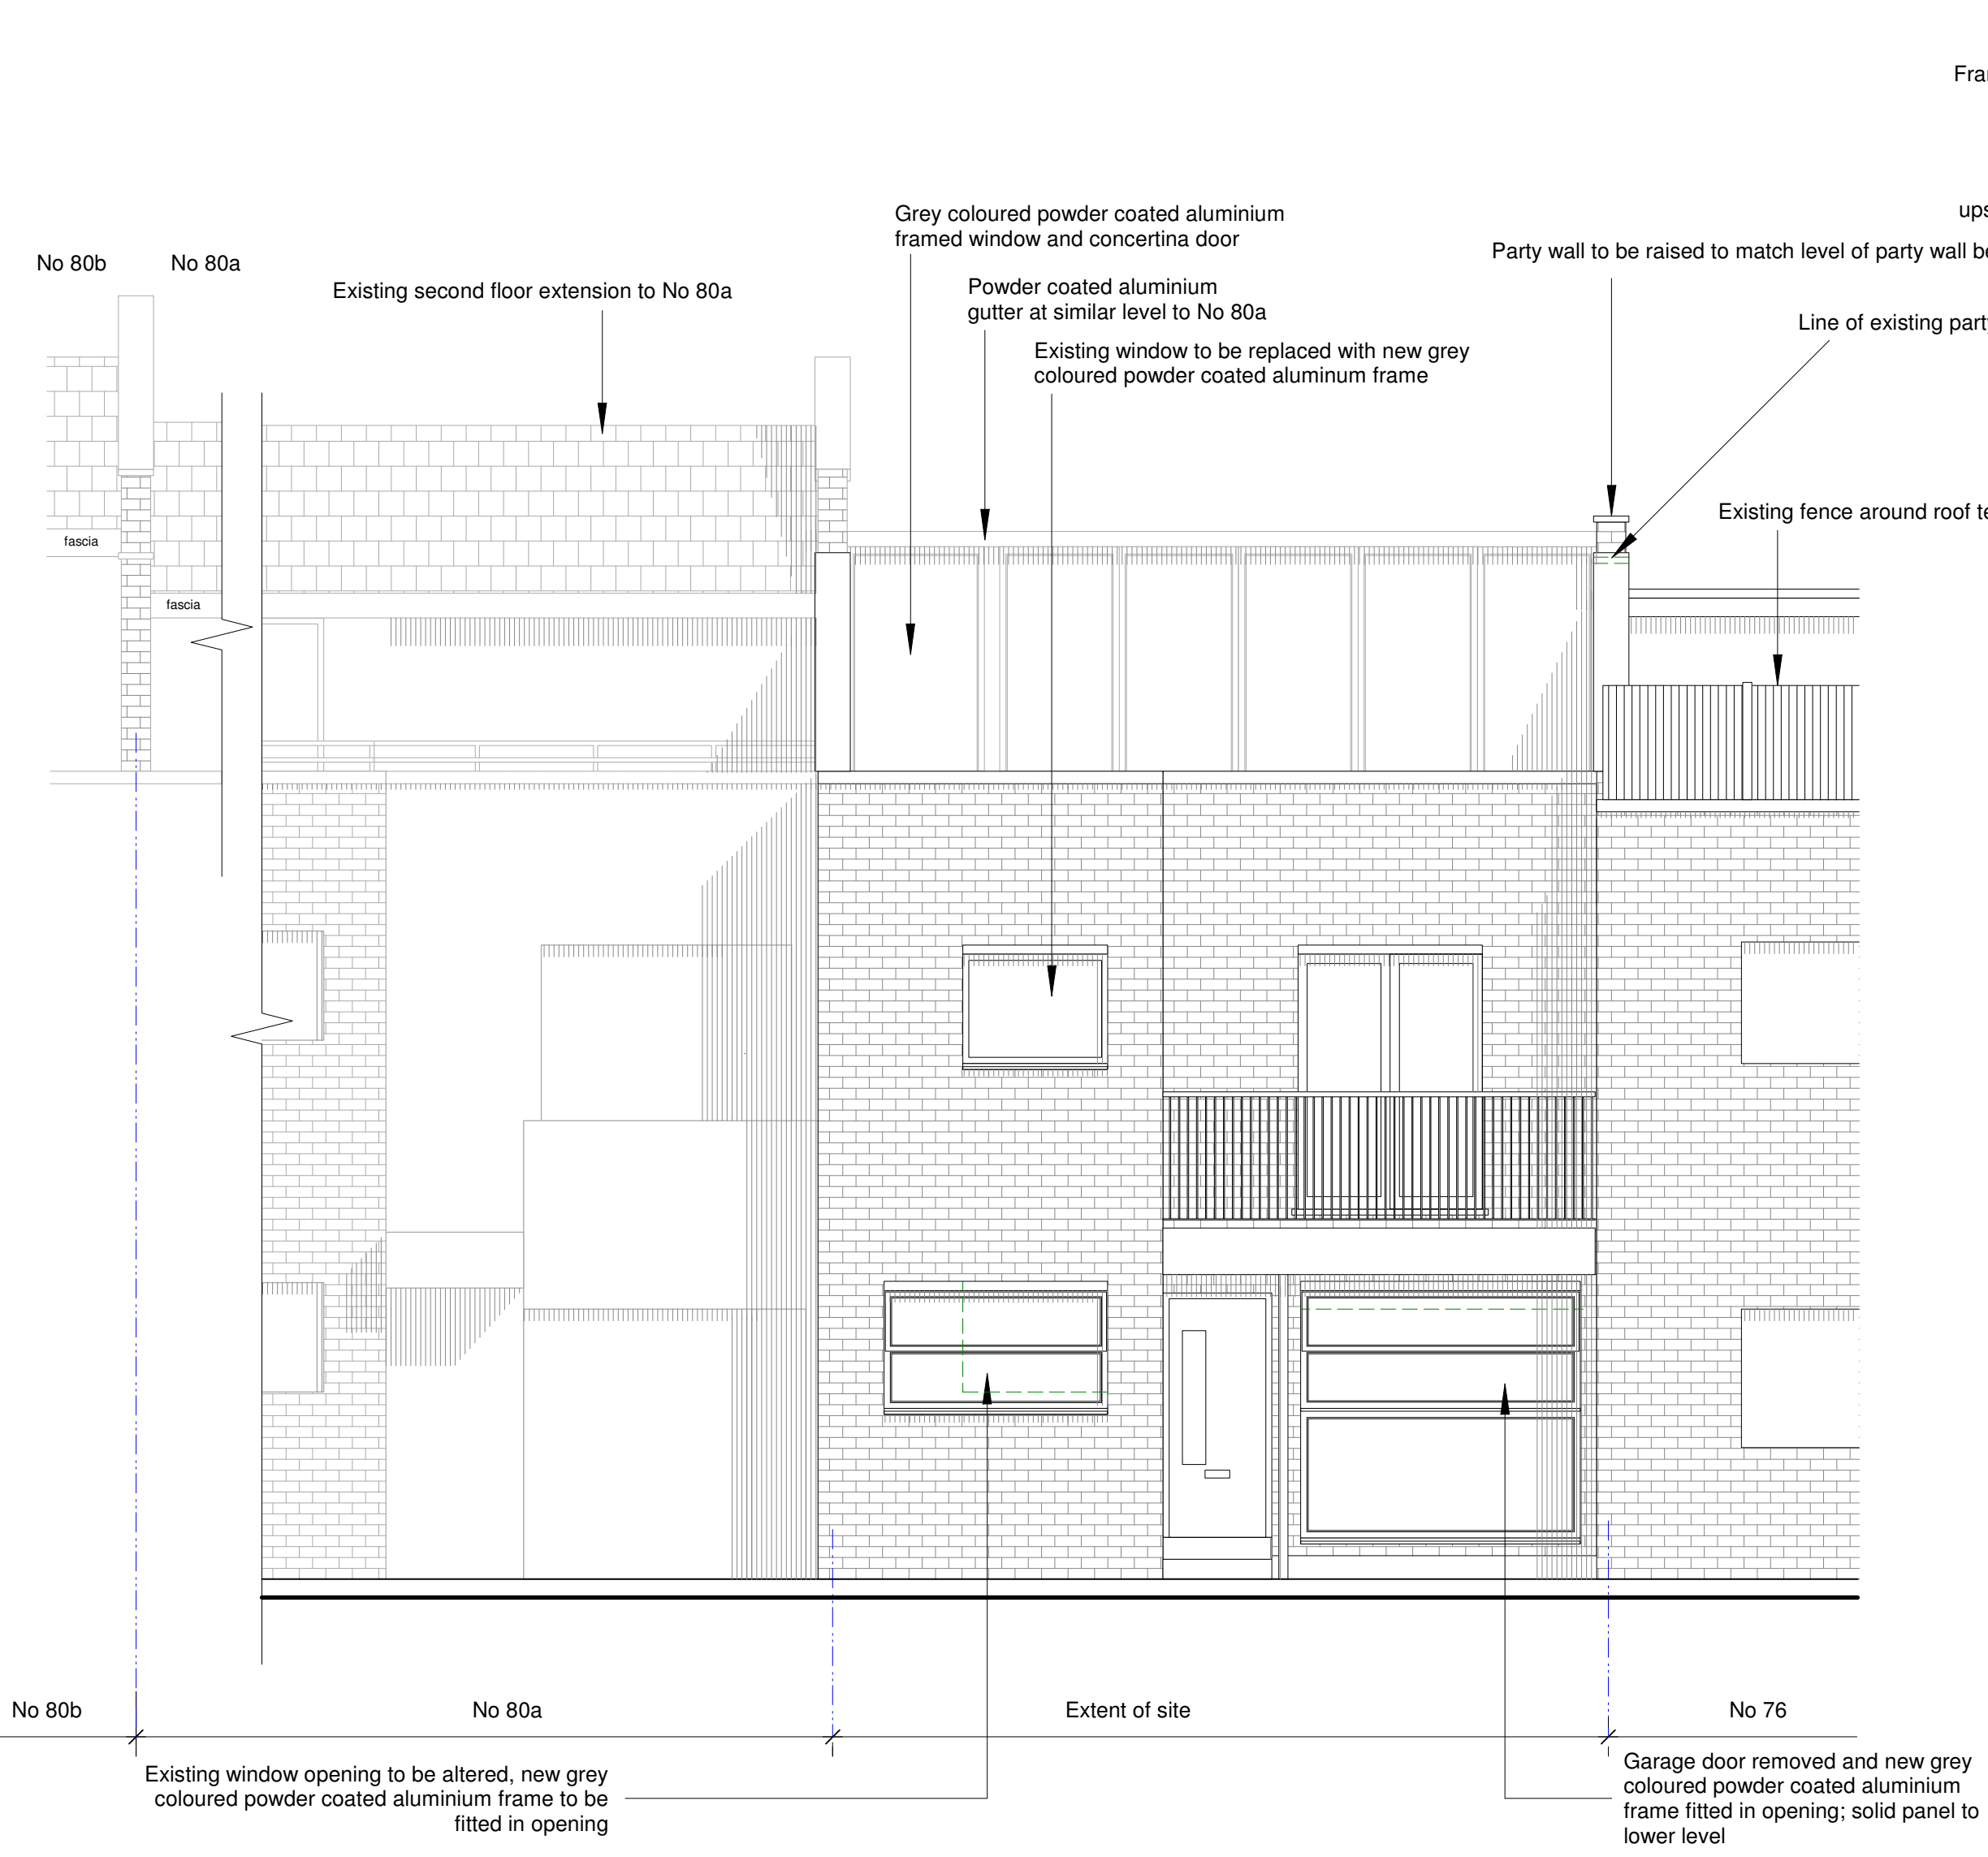 Fra
ups
Grey coloured powder coated aluminium
framed window and concertina door
Party wall to be raised to match level of party wall be
No 80b
No 80a
Existing second floor extension to No 80a
Powder coated aluminium
gutter at similar level to No 80a
Line of existing part
Existing window to be replaced with new grey
coloured powder coated aluminum frame
Existing fence around roof te
fascia
fascia
No 80b
No 80a
Extent of site
No 76
Existing window opening to be altered, new grey
coloured powder coated aluminium frame to be
fitted in opening
Garage door removed and new grey
coloured powder coated aluminium
frame fitted in opening; solid panel to
lower level